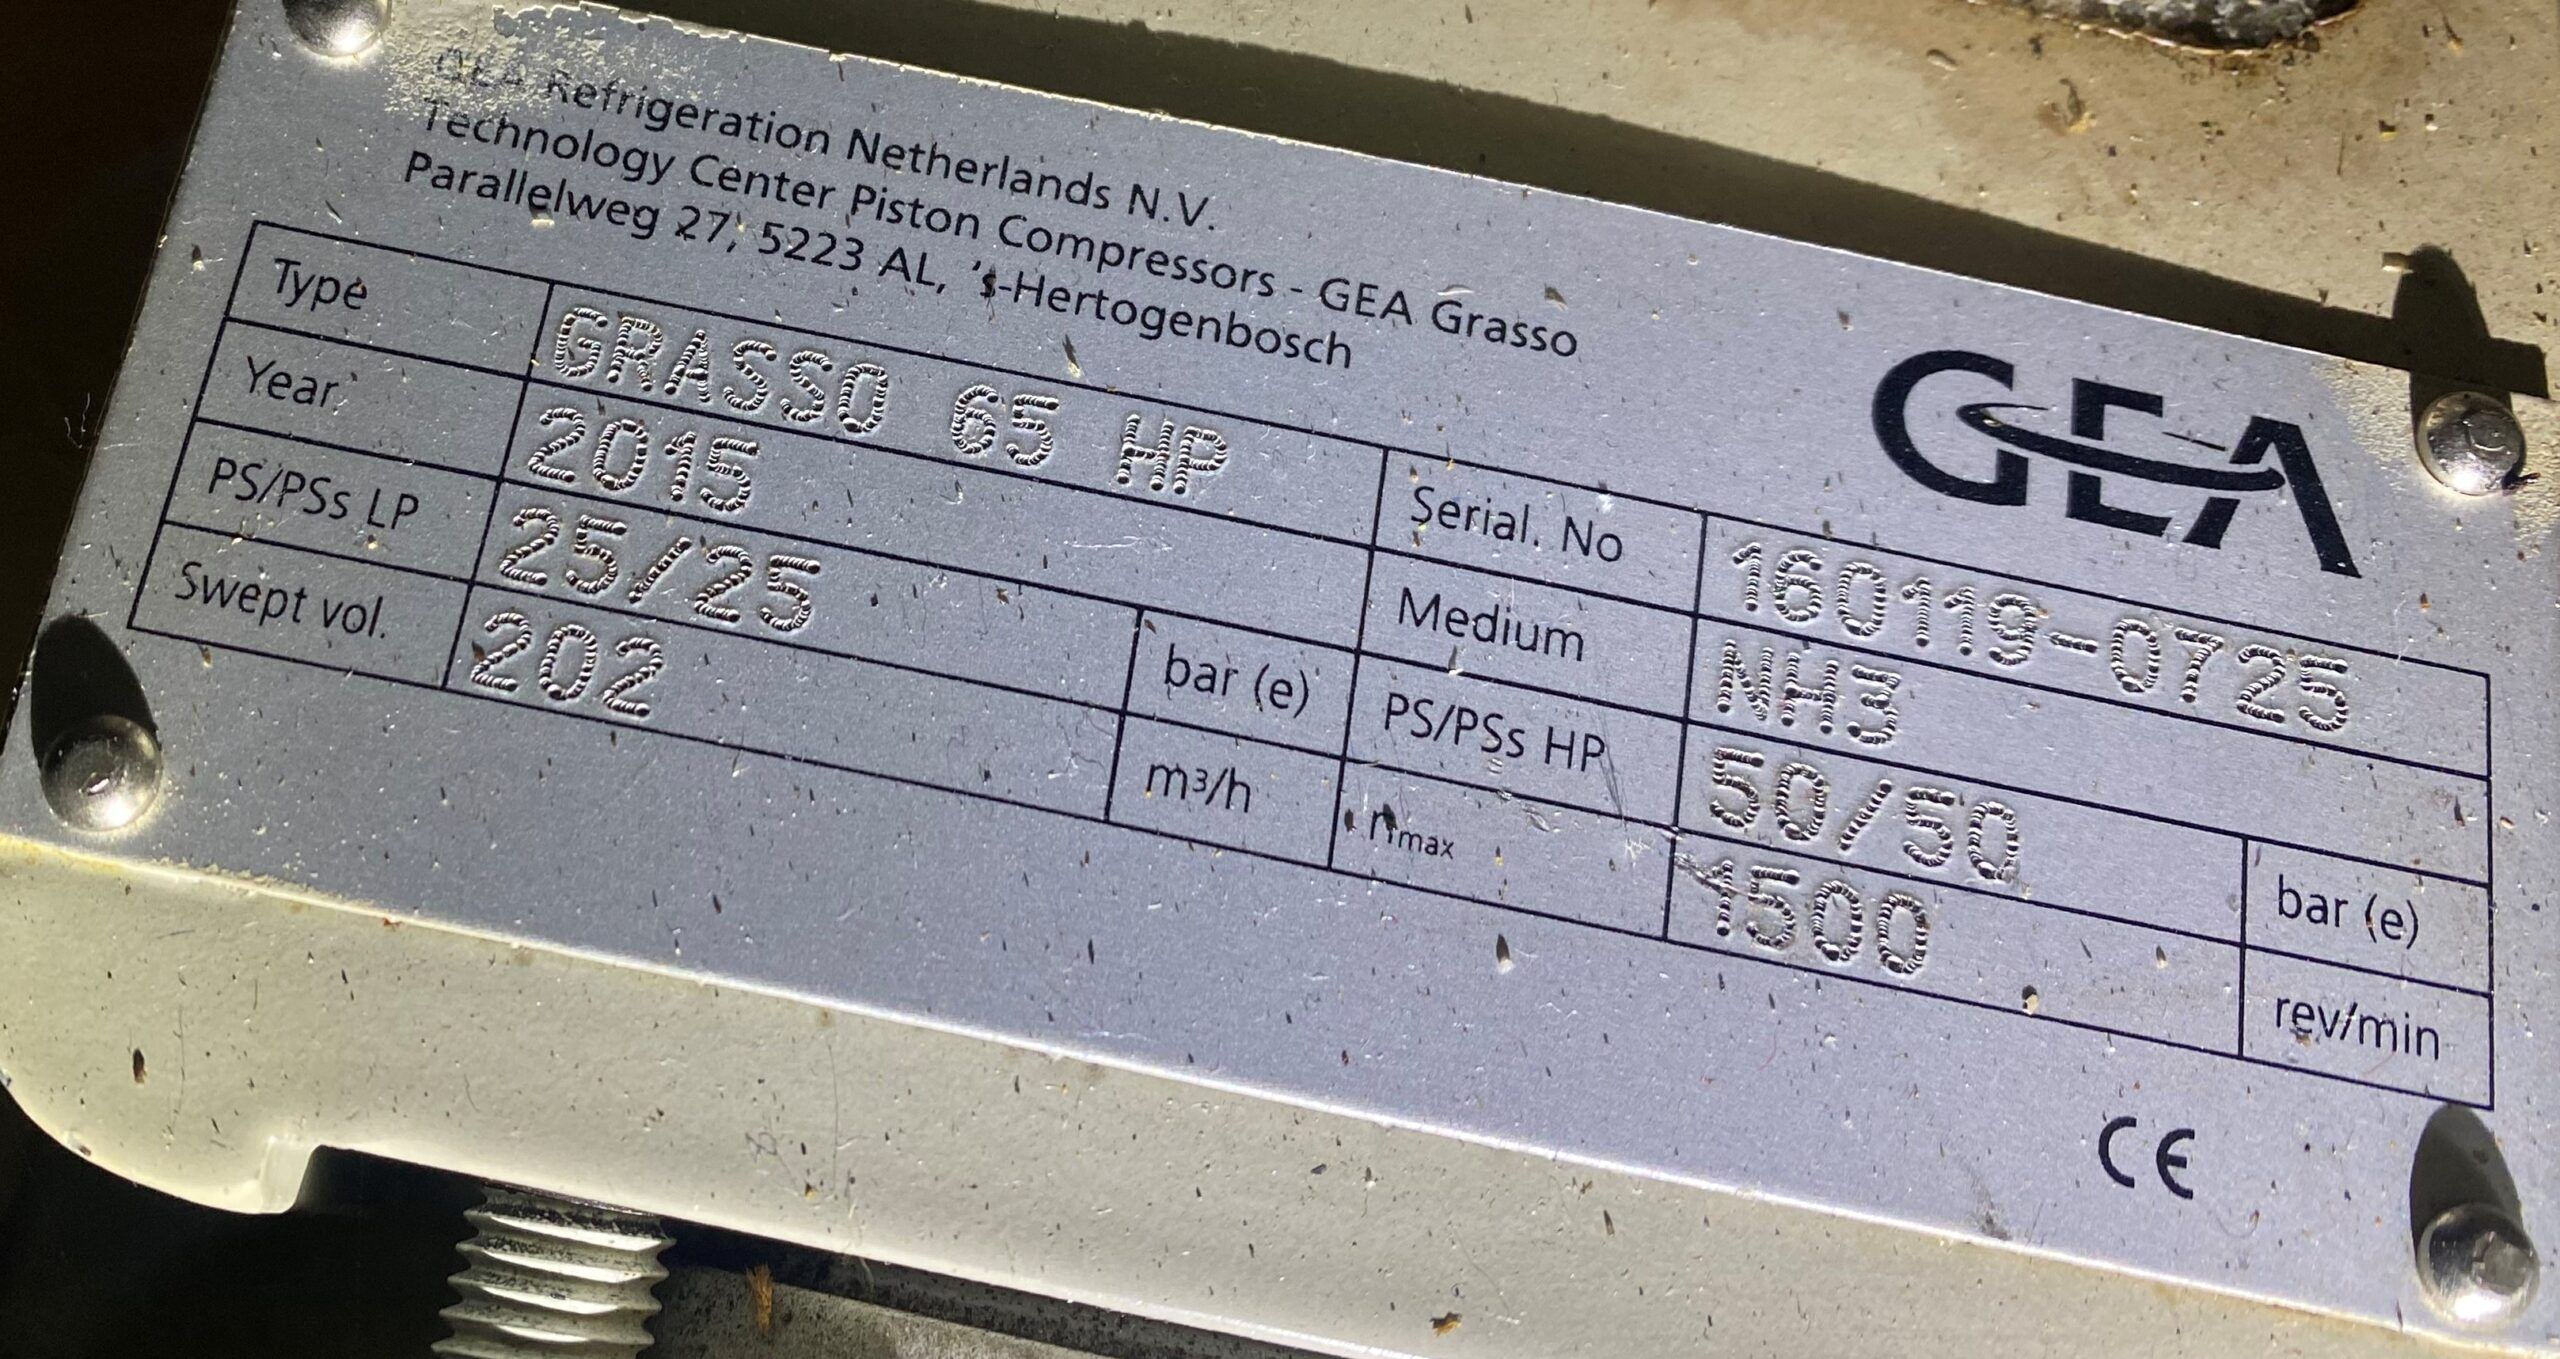 GEA Refrigeration Netherlands N.V.
Technology Center Piston Compressors - GEA Grasso
Parallelweg 27, 5223 AL, 's-Hertogenbosch
GEA
Type GRASSO 65 HP Serial. No 160119-0725
Year 2015 Medium NH3
PS/PSs LP 25/25 bar (e) PS/PSs HP 50/50 bar (e)
Swept vol. 202 m³/h nmax 1500 rev/min
CE